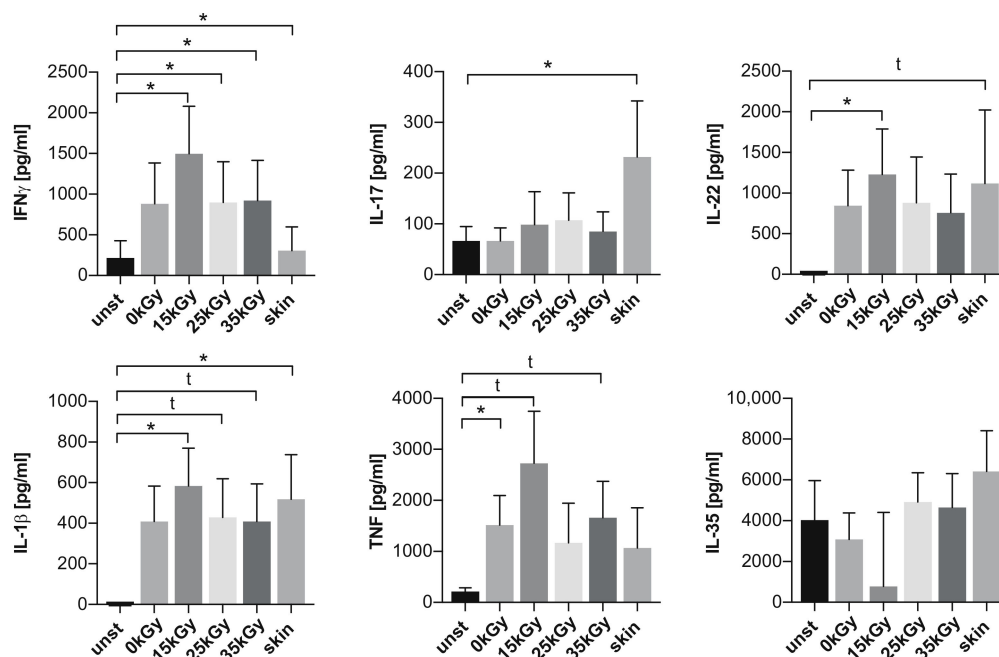 *
*
*
*
2500
2000
1500
1000
500
0
IFNγ [pg/ml]
unst
0kGy
15kGy
25kGy
35kGy
skin
*
400
300
200
100
0
IL-17 [pg/ml]
unst
0kGy
15kGy
25kGy
35kGy
skin
t
*
2500
2000
1500
1000
500
0
IL-22 [pg/ml]
unst
0kGy
15kGy
25kGy
35kGy
skin
*
t
t
*
1000
800
600
400
200
0
IL-1β [pg/ml]
unst
0kGy
15kGy
25kGy
35kGy
skin
t
t
*
4000
3000
2000
1000
0
TNF [pg/ml]
unst
0kGy
15kGy
25kGy
35kGy
skin
10,000
8000
6000
4000
2000
0
IL-35 [pg/ml]
unst
0kGy
15kGy
25kGy
35kGy
skin